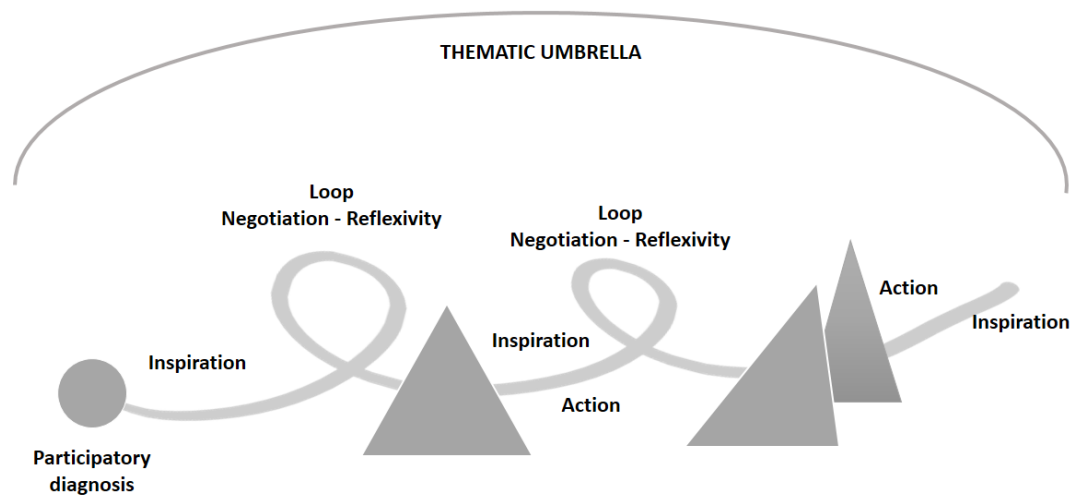 THEMATIC UMBRELLA
Loop
Negotiation - Reflexivity
Loop
Negotiation - Reflexivity
Action
Inspiration
Inspiration
Inspiration
Action
Participatory
diagnosis